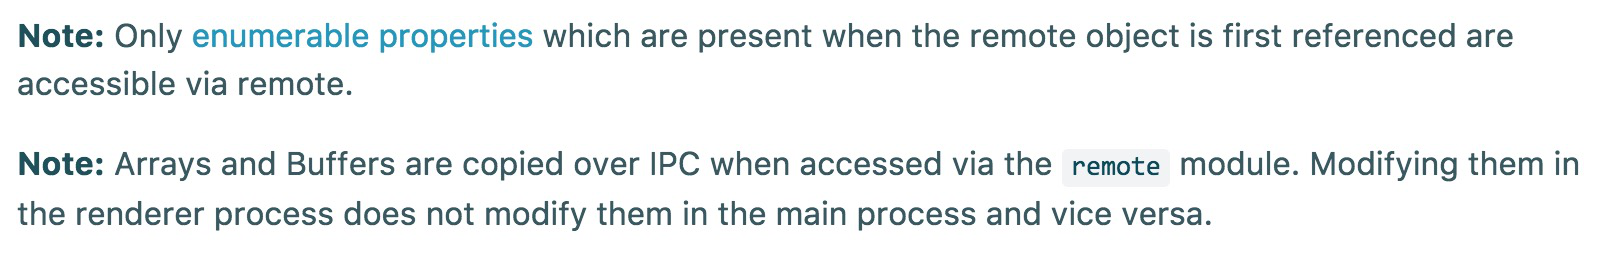 Note: Only enumerable properties which are present when the remote object is first referenced are
accessible via remote.
Note: Arrays and Buffers are copied over IPC when accessed via the remote module. Modifying them in
the renderer process does not modify them in the main process and vice versa.